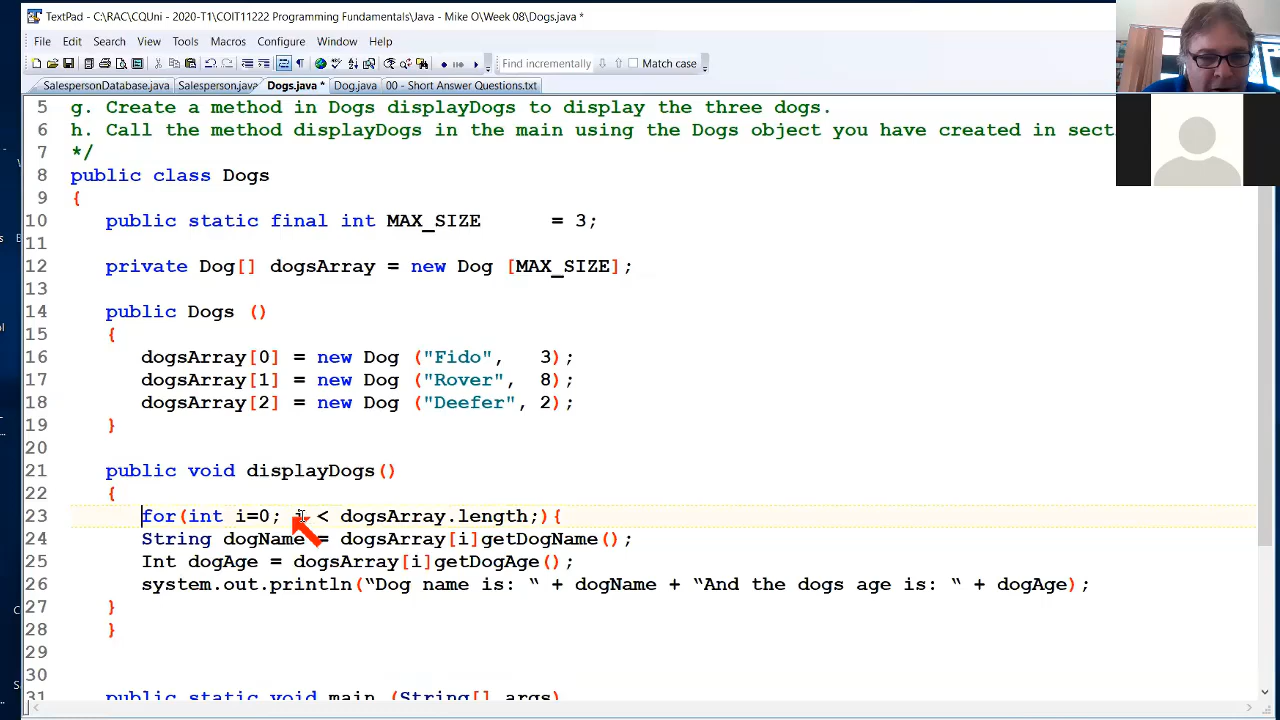 TextPad - C:\RAC\CQUni - 2020-T1\COIT11222 Programming Fundamentals\Java - Mike O\Week 08\Dogs.java *
File Edit Search View Tools Macros Configure Window Help
Find incrementally Match case
SalespersonDatabase.java Salesperson.java Dogs.java * Dog.java 00 - Short Answer Questions.txt
5 g. Create a method in Dogs displayDogs to display the three dogs.
6 h. Call the method displayDogs in the main using the Dogs object you have created in sect
7 */
8 public class Dogs
9 {
10 public static final int MAX_SIZE = 3;
11
12 private Dog[] dogsArray = new Dog [MAX_SIZE];
13
14 public Dogs ()
15 {
16 dogsArray[0] = new Dog ("Fido", 3);
17 dogsArray[1] = new Dog ("Rover", 8);
18 dogsArray[2] = new Dog ("Deefer", 2);
19 }
20
21 public void displayDogs()
22 {
23 for(int i=0; i < dogsArray.length;){
24 String dogName = dogsArray[i]getDogName();
25 Int dogAge = dogsArray[i]getDogAge();
26 system.out.println(“Dog name is: “ + dogName + “And the dogs age is: “ + dogAge);
27 }
28 }
29
30
31 public static void main (String[] args)